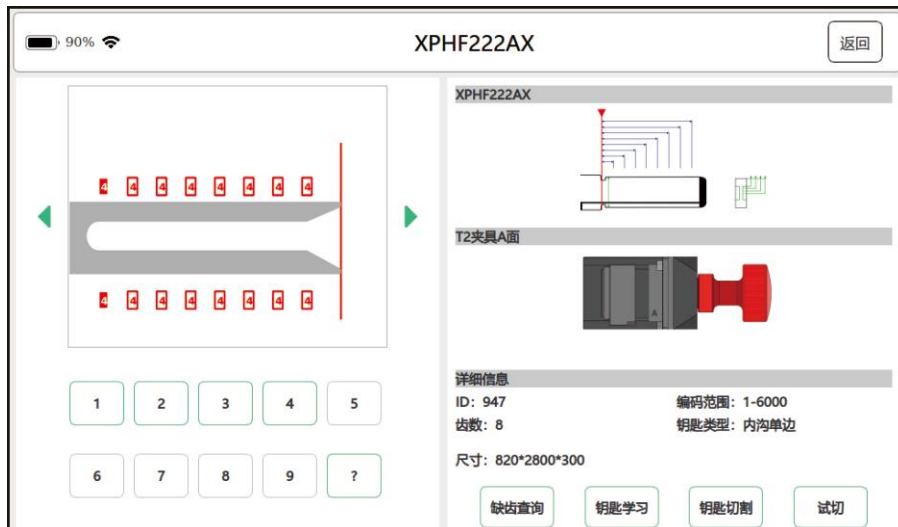 90% XPHF222AX 返回
4 4 4 4 4 4 4 4
4 4 4 4 4 4 4 4
1 2 3 4 5
6 7 8 9 ?
XPHF222AX
T2夹具A面
A
详细信息
ID: 947 编码范围: 1-6000
齿数: 8 钥匙类型: 内沟单边
尺寸: 820*2800*300
缺齿查询 钥匙学习 钥匙切割 试切